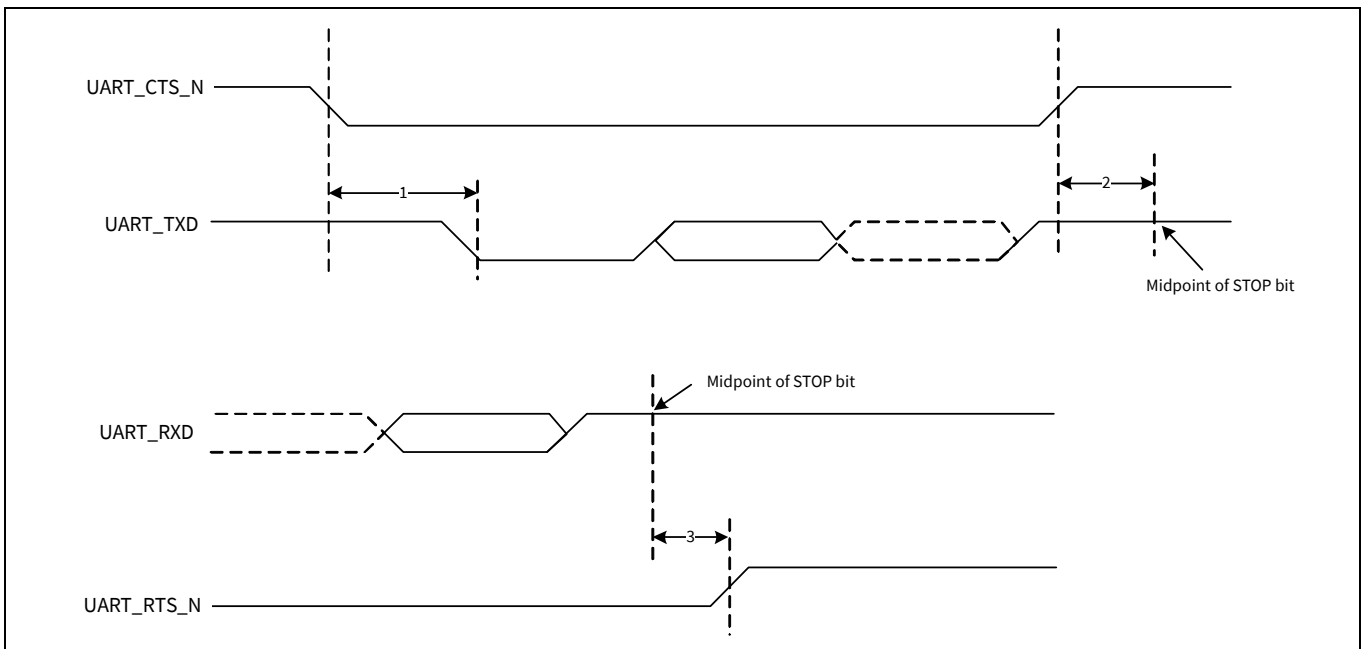 UART_CTS_N
1
2
UART_TXD
Midpoint of STOP bit
Midpoint of STOP bit
UART_RXD
3
UART_RTS_N